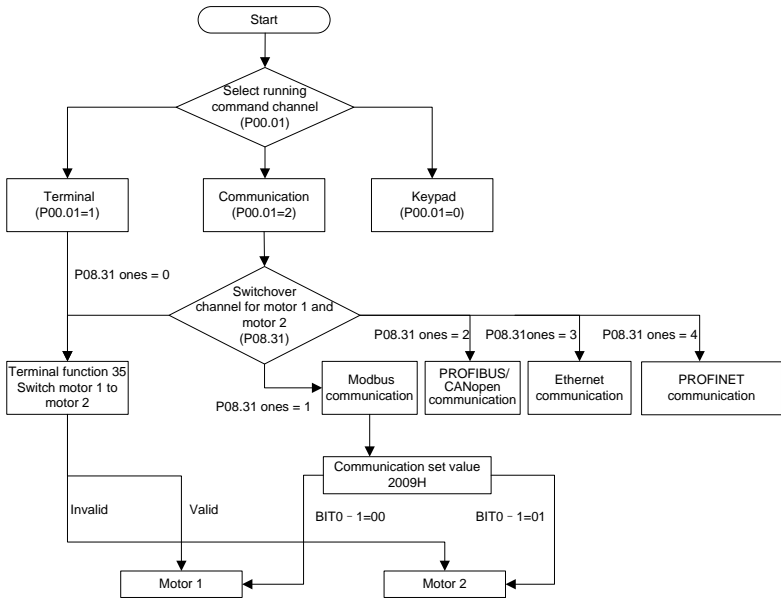 Start
Select running
command channel
(P00.01)
Terminal
(P00.01=1)
Communication
(P00.01=2)
Keypad
(P00.01=0)
P08.31 ones = 0
Switchover
channel for motor 1 and
motor 2
(P08.31)
P08.31 ones = 2
P08.31ones = 3
P08.31 ones = 4
Terminal function 35
Switch motor 1 to
motor 2
P08.31 ones = 1
Modbus
communication
PROFIBUS/
CANopen
communication
Ethernet
communication
PROFINET
communication
Communication set value
2009H
Invalid
Valid
BIT0－1=00
BIT0－1=01
Motor 1
Motor 2